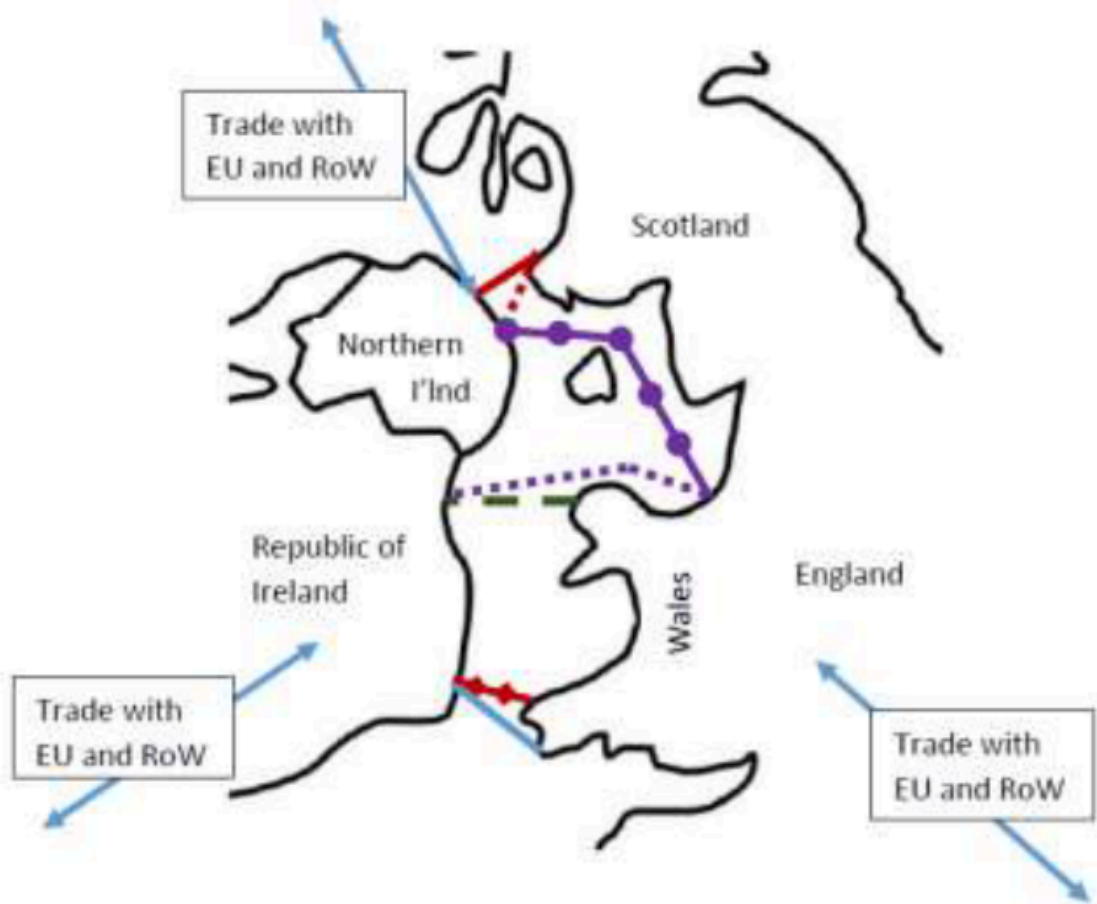 Trade with
EU and RoW
Scotland
Northern
I'lnd
Republic of
Ireland
Wales
England
Trade with
EU and RoW
Trade with
EU and RoW